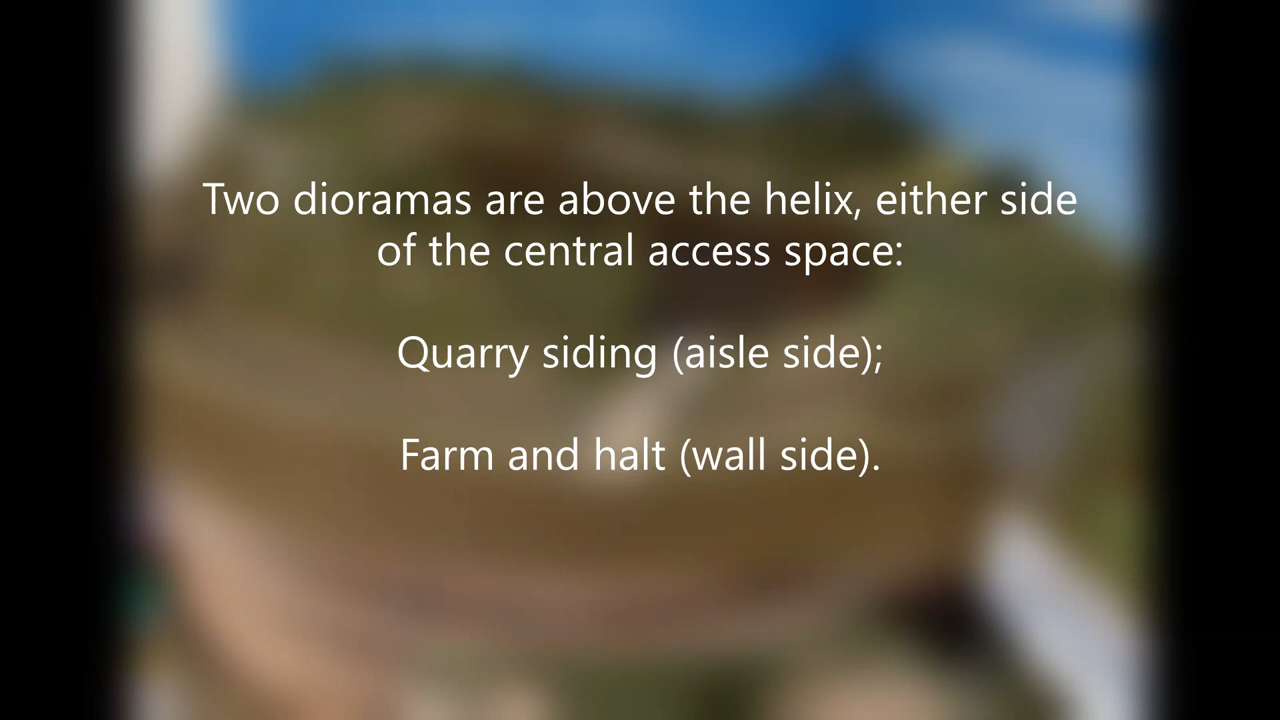 Two dioramas are above the helix, either side
of the central access space:
Quarry siding (aisle side);
Farm and halt (wall side).